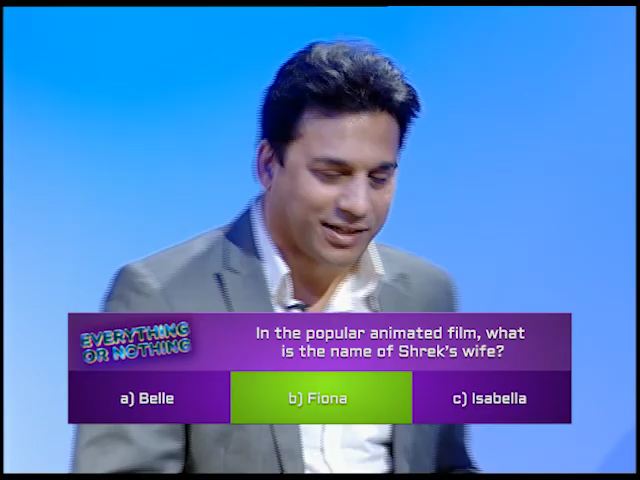 EVERYTHING
OR NOTHING
In the popular animated film, what
is the name of Shrek's wife?
a) Belle
b) Fiona
c) Isabella